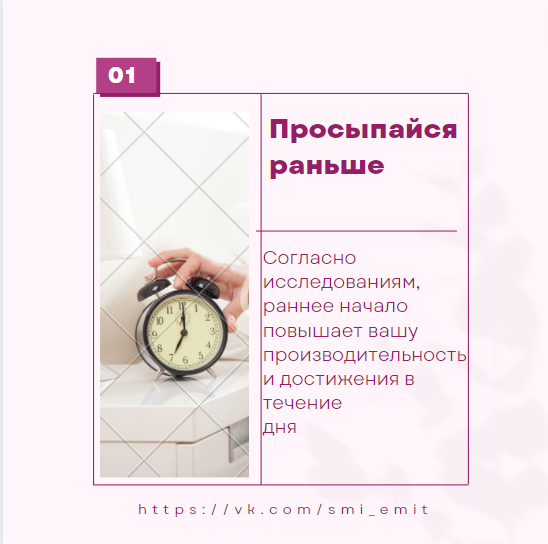 01
Просыпайся
раньше
Согласно
исследованиям,
раннее начало
повышает вашу
производительность
и достижения в
течение
дня
https://vk.com/smi_emit